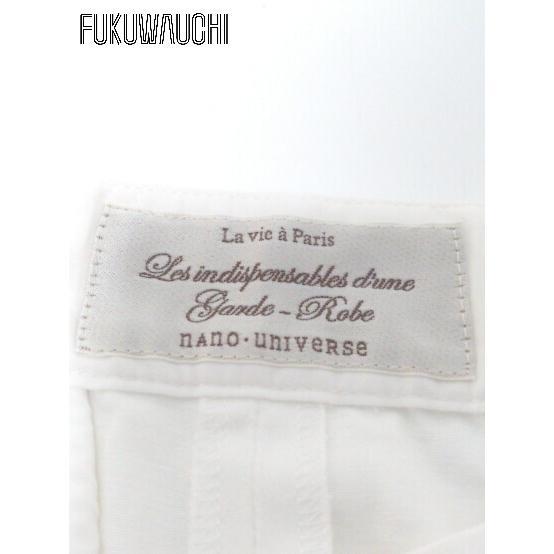 FUKUWAUCHI
La vie à Paris
Les indispensables d'une
Garde - Robe
nano·universe